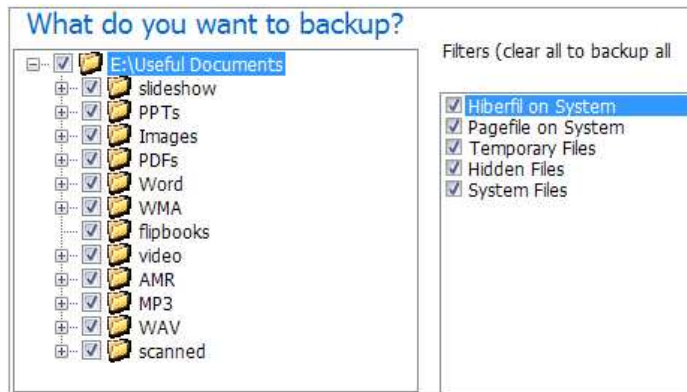 What do you want to backup?
E:\Useful Documents
slideshow
PPTs
Images
PDFs
Word
WMA
flipbooks
video
AMR
MP3
WAV
scanned
Filters (clear all to backup all
Hiberfil on System
Pagefile on System
Temporary Files
Hidden Files
System Files